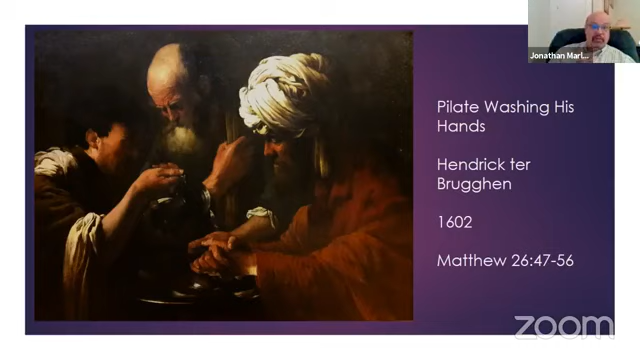 Jonathan Marl...
Pilate Washing His
Hands
Hendrick ter
Brugghen
1602
Matthew 26:47-56
zoom